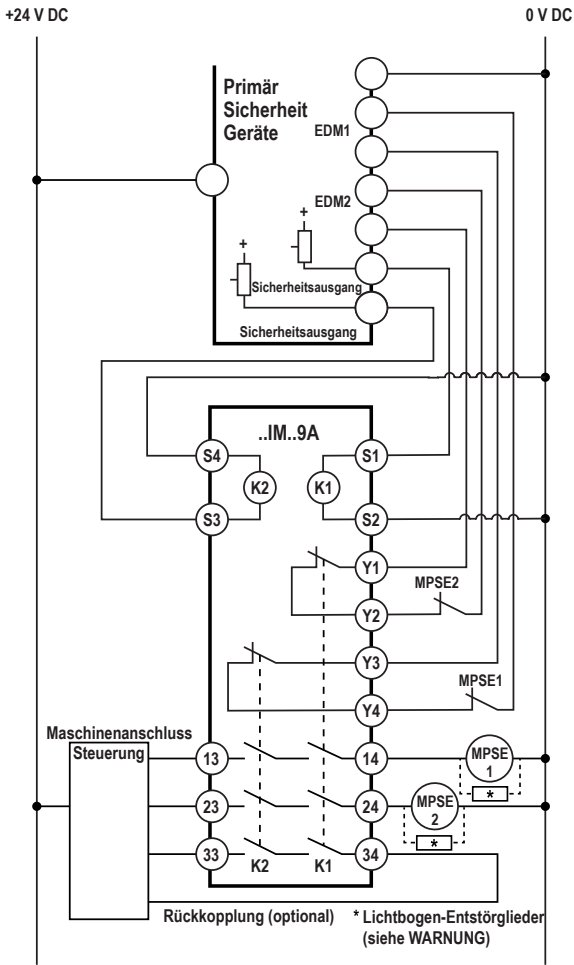 +24 V DC
0 V DC
Primär
Sicherheit
Geräte
EDM1
EDM2
+
+
Sicherheitsausgang
Sicherheitsausgang
..IM..9A
S4
S1
K2
K1
S3
S2
Y1
MPSE2
Y2
Y3
MPSE1
Y4
Maschinenanschluss
Steuerung
13
14
MPSE
1
*
23
24
MPSE
2
*
33
K2
K1
34
Rückkopplung (optional)
* Lichtbogen-Entstörglieder
(siehe WARNUNG)